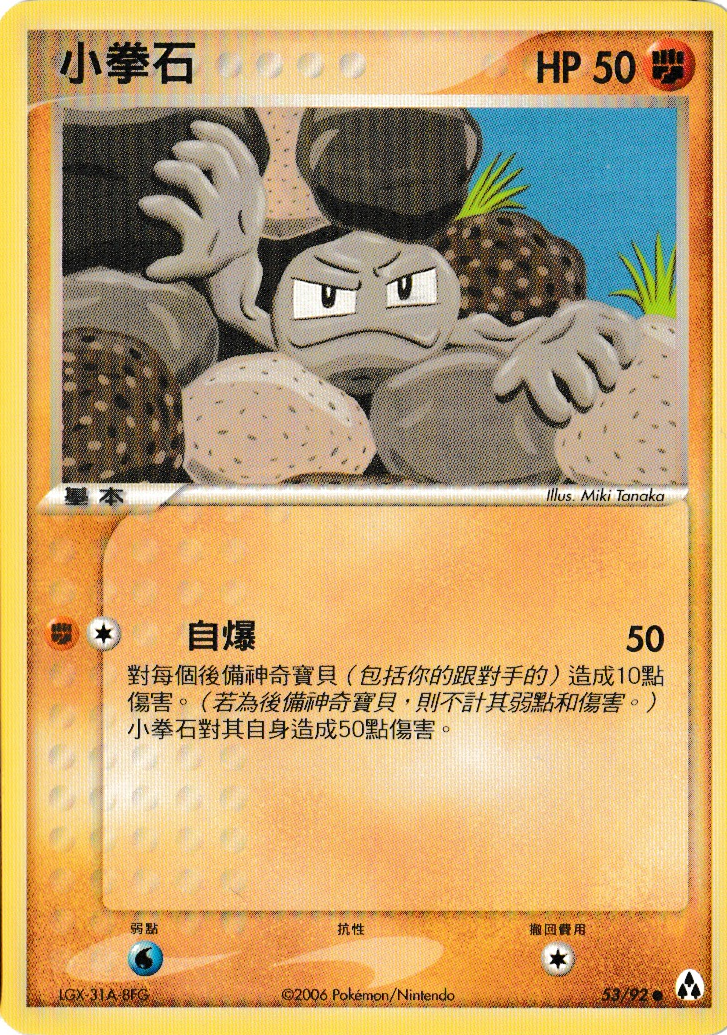 小拳石
HP 50
基本
Illus. Miki Tanaka
自爆 50
對每個後備神奇寶貝（包括你的跟對手的）造成10點
傷害。（若為後備神奇寶貝，則不計其弱點和傷害。）
小拳石對其自身造成50點傷害。
弱點 抗性 撤回費用
LGX-31A-8FG ©2006 Pokémon/Nintendo 53/92